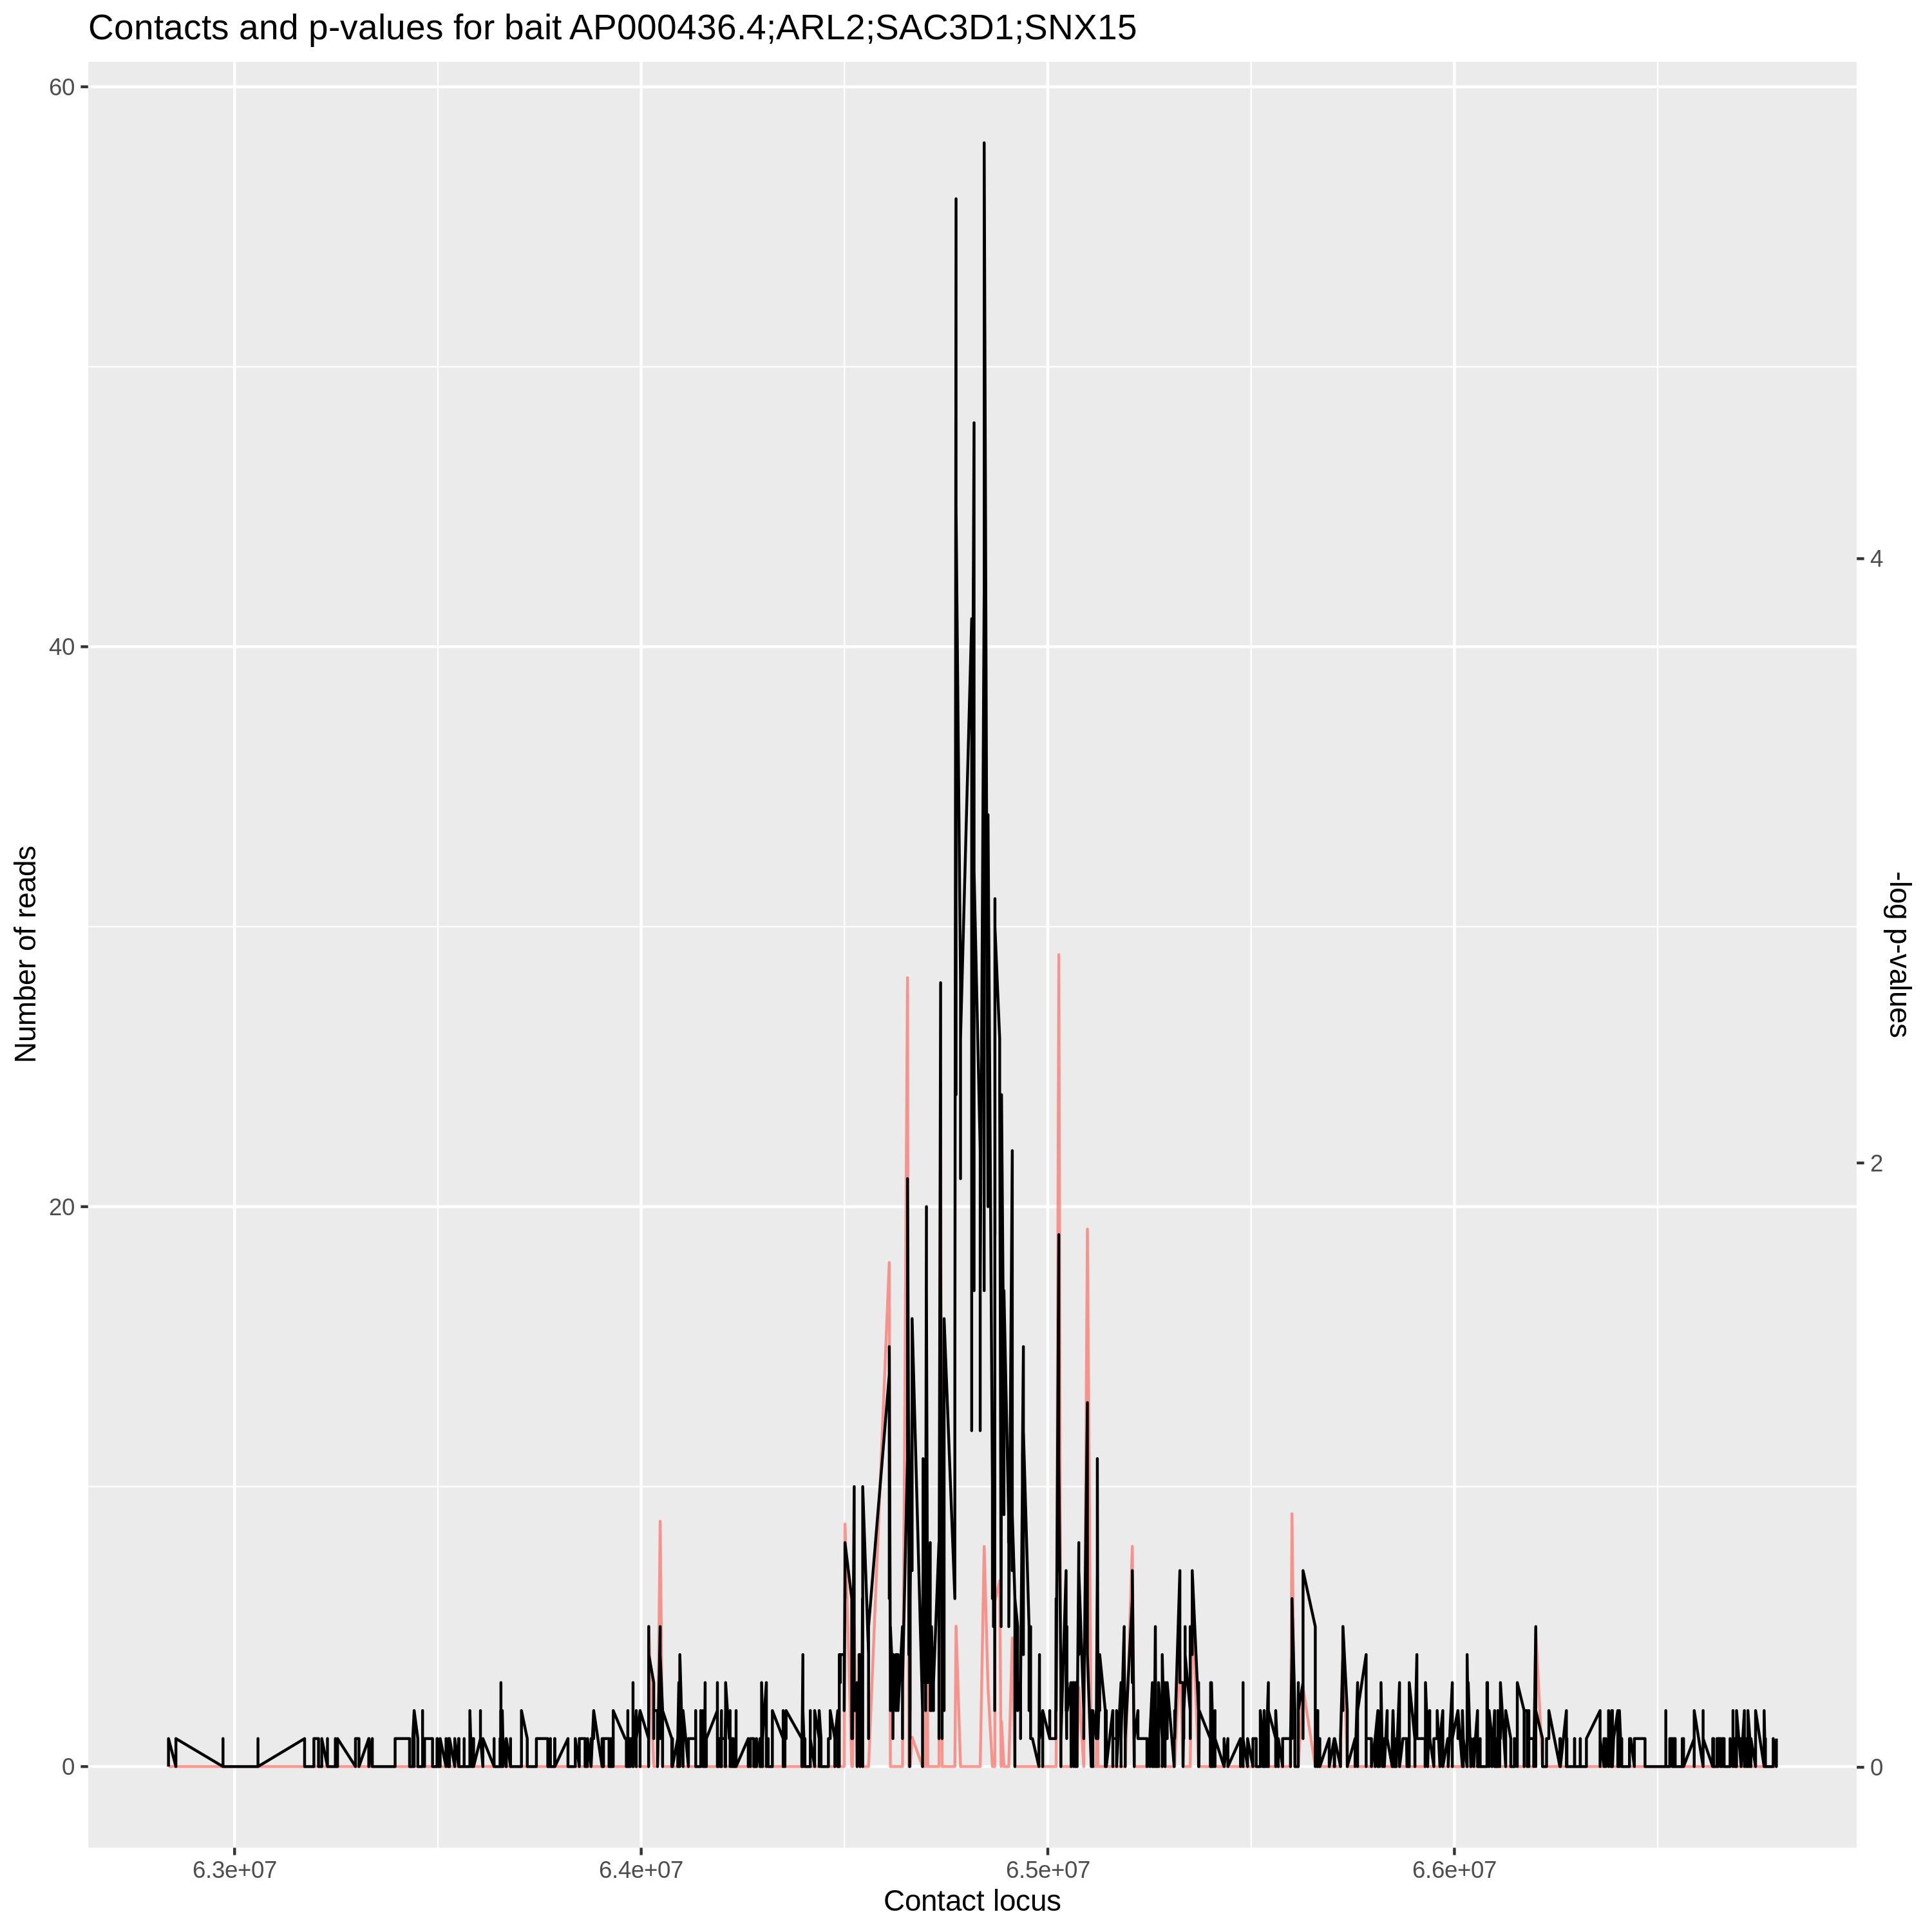 Contacts and p-values for bait AP000436.4;ARL2;SAC3D1;SNX15
60
40
20
0
Number of reads
4
2
0
-log p-values
6.3e+07
6.4e+07
6.5e+07
6.6e+07
Contact locus